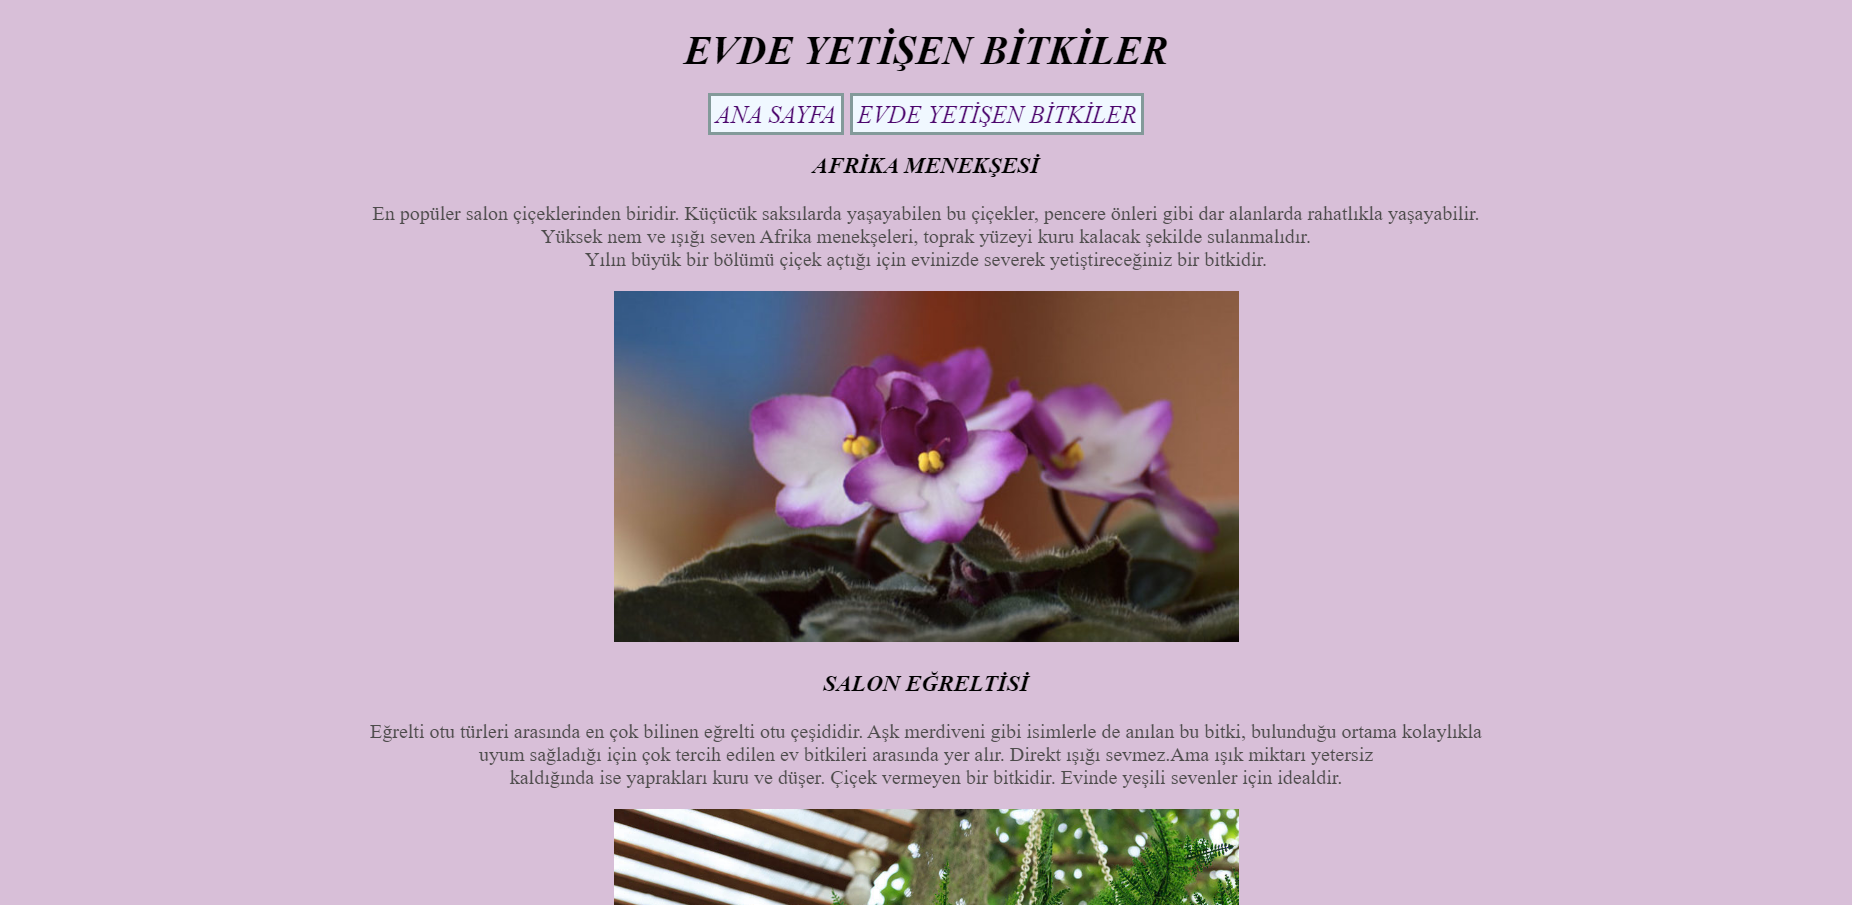 EVDE YETİŞEN BİTKİLER
ANA SAYFA EVDE YETİŞEN BİTKİLER
AFRİKA MENEKŞESİ
En popüler salon çiçeklerinden biridir. Küçücük saksılarda yaşayabilen bu çiçekler, pencere önleri gibi dar alanlarda rahatlıkla yaşayabilir.
Yüksek nem ve ışığı seven Afrika menekşeleri, toprak yüzeyi kuru kalacak şekilde sulanmalıdır.
Yılın büyük bir bölümü çiçek açtığı için evinizde severek yetiştireceğiniz bir bitkidir.
SALON EĞRELTİSİ
Eğrelti otu türleri arasında en çok bilinen eğrelti otu çeşididir. Aşk merdiveni gibi isimlerle de anılan bu bitki, bulunduğu ortama kolaylıkla
uyum sağladığı için çok tercih edilen ev bitkileri arasında yer alır. Direkt ışığı sevmez.Ama ışık miktarı yetersiz
kaldığında ise yaprakları kuru ve düşer. Çiçek vermeyen bir bitkidir. Evinde yeşili sevenler için idealdir.